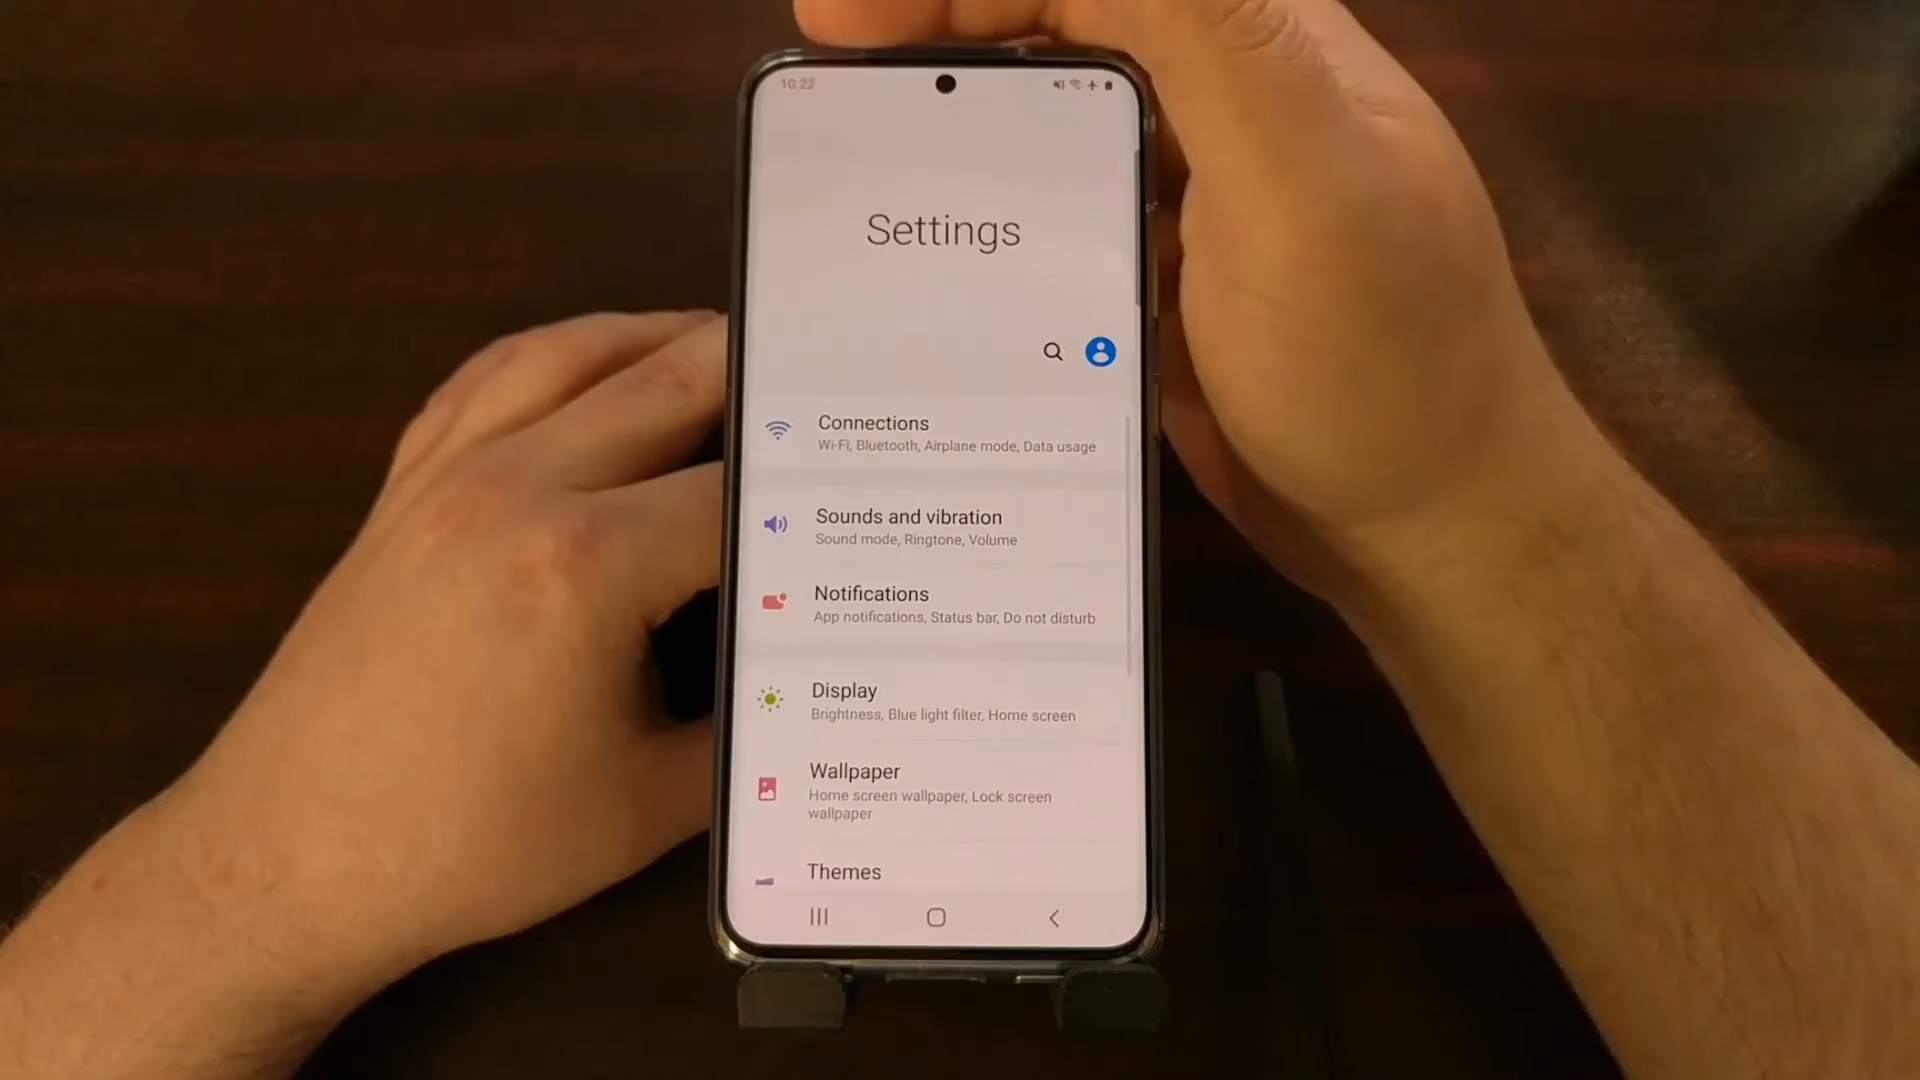 10:22
Settings
Connections
Wi-Fi, Bluetooth, Airplane mode, Data usage
Sounds and vibration
Sound mode, Ringtone, Volume
Notifications
App notifications, Status bar, Do not disturb
Display
Brightness, Blue light filter, Home screen
Wallpaper
Home screen wallpaper, Lock screen
wallpaper
Themes